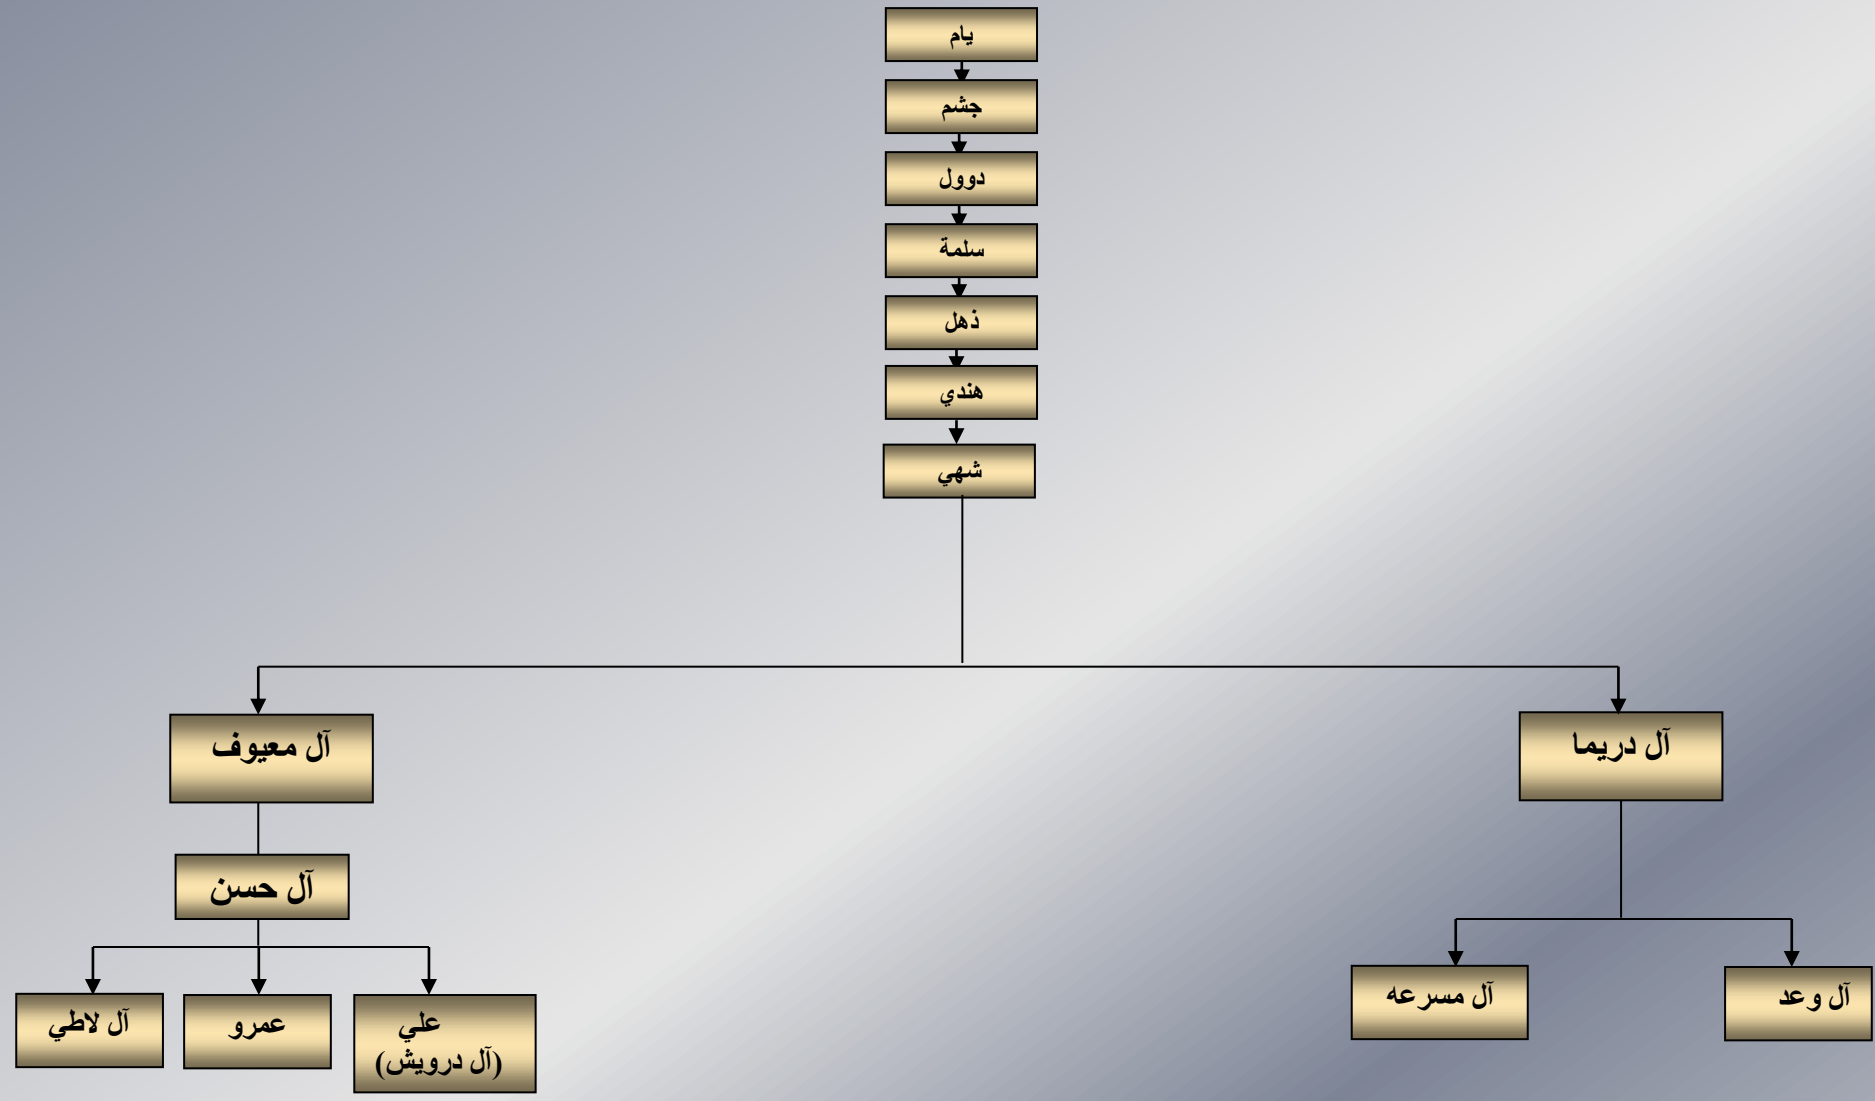 يام
جشم
دوول
سلمة
ذهل
هندي
شهي
آل دريما
آل معيوف
آل حسن
آل وعد
آل مسرعه
علي
(آل درويش)
عمرو
آل لاطي